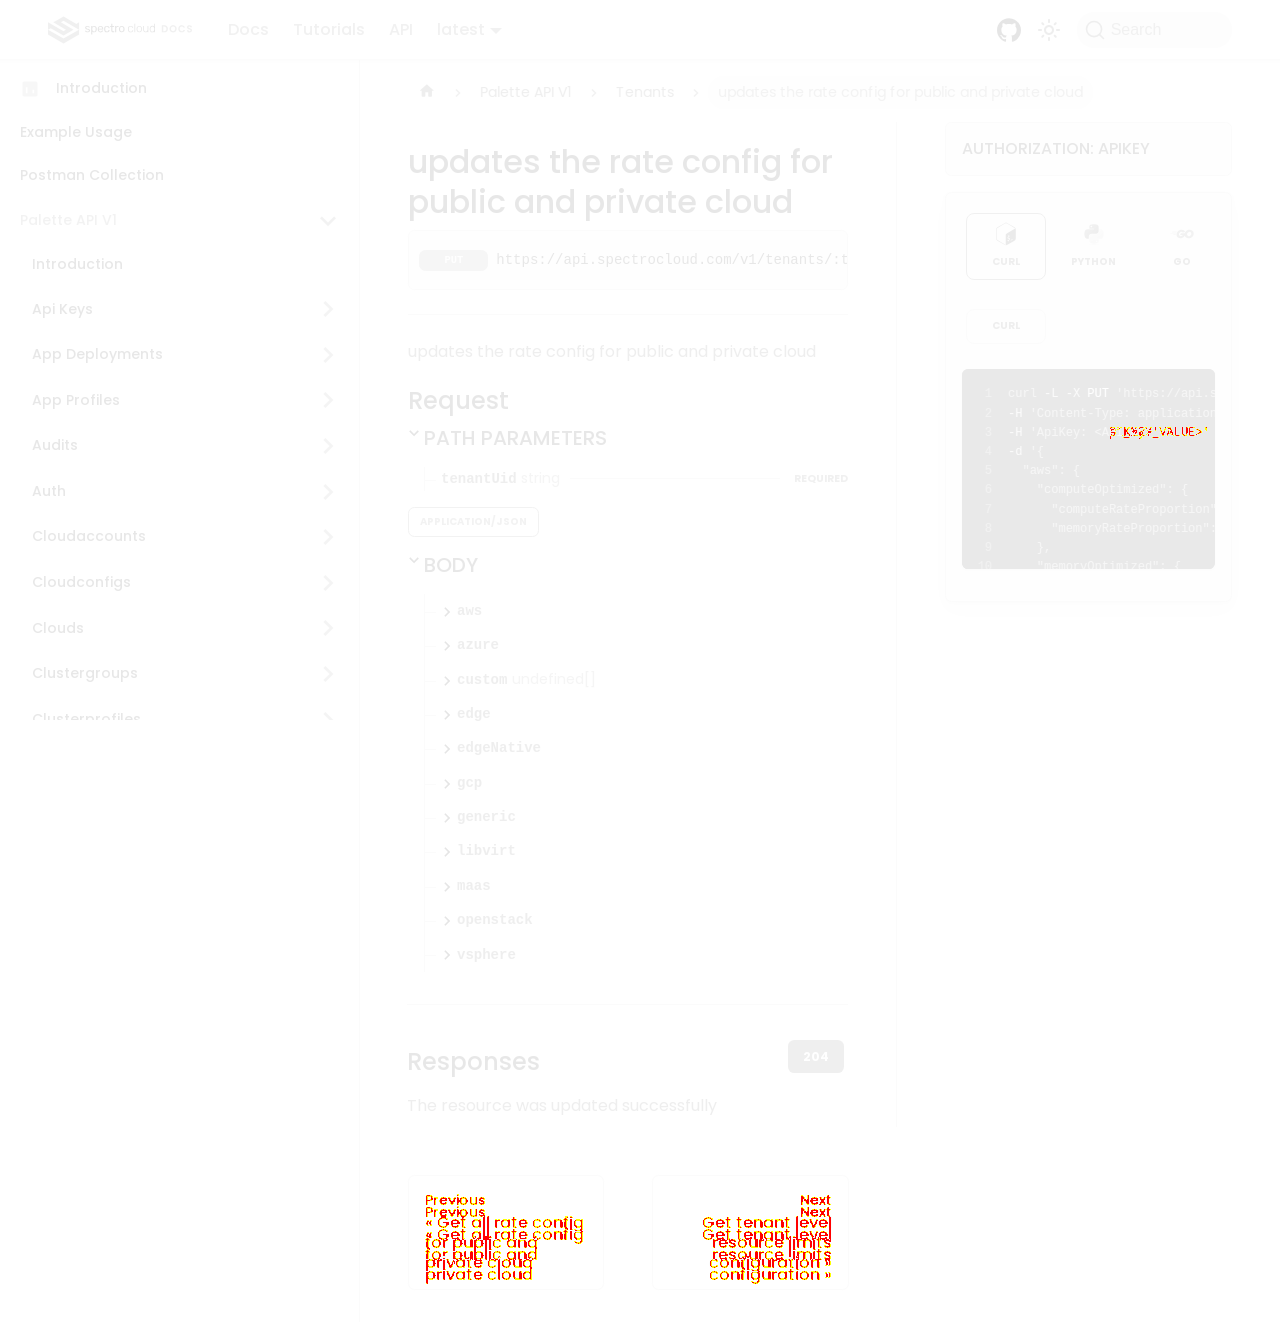 spectro cloud DOCS
Docs Tutorials API latest
Search
Introduction
Example Usage
Postman Collection
Palette API V1
Introduction
Api Keys
App Deployments
App Profiles
Audits
Auth
Cloudaccounts
Cloudconfigs
Clouds
Clustergroups
Clusterprofiles
Palette API V1 > Tenants > updates the rate config for public and private cloud
updates the rate config for
public and private cloud
PUT https://api.spectrocloud.com/v1/tenants/:t
updates the rate config for public and private cloud
Request
PATH PARAMETERS
tenantUid string REQUIRED
APPLICATION/JSON
BODY
aws
azure
custom undefined[]
edge
edgeNative
gcp
generic
libvirt
maas
openstack
vsphere
Responses
204
The resource was updated successfully
Previous
« Get all rate config
for public and
private cloud
Next
Get tenant level
resource limits
configuration »
AUTHORIZATION: APIKEY
CURL PYTHON GO
CURL
1 curl -L -X PUT 'https://api.s
2 -H 'Content-Type: application
3 -H 'ApiKey: <A
4 -d '{
5 "aws": {
6 "computeOptimized": {
7 "computeRateProportion"
8 "memoryRateProportion":
9 },
10 "memoryOptimized": {